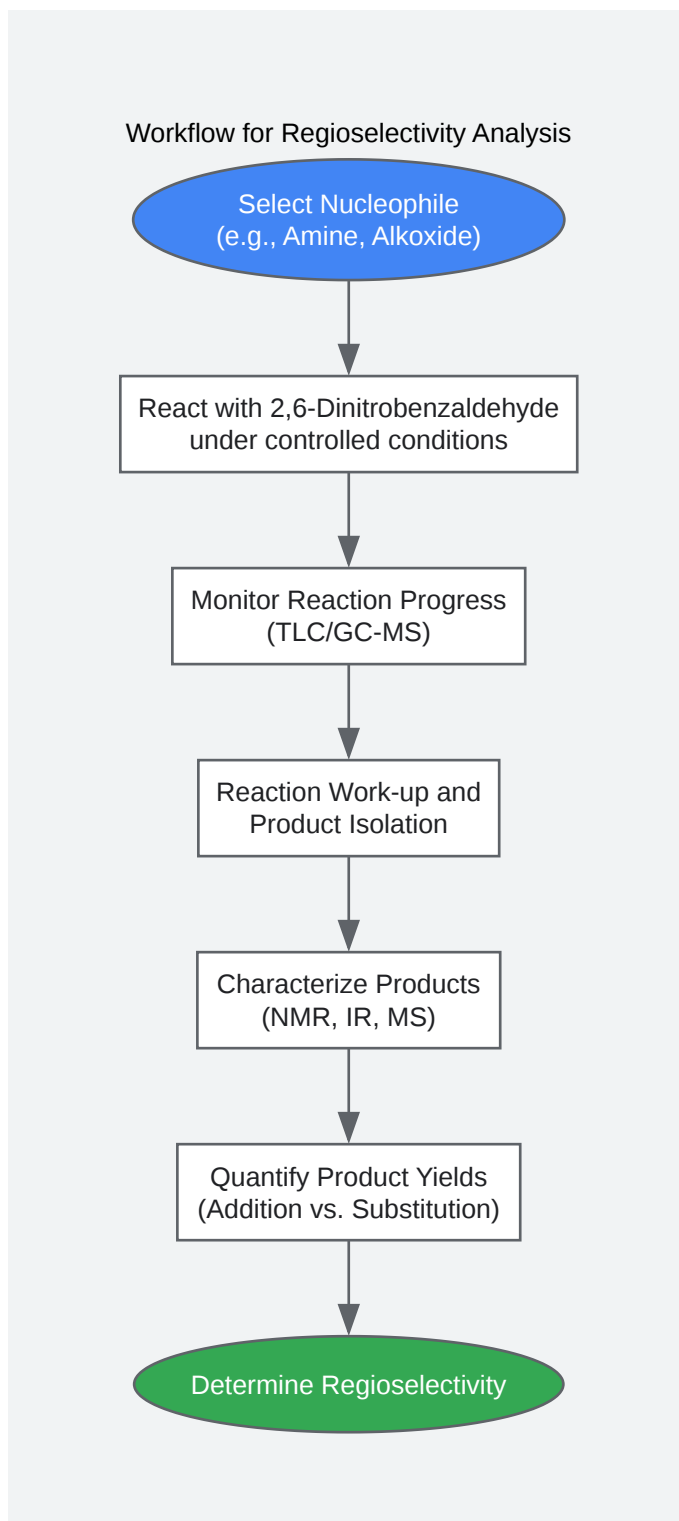 Workflow for Regioselectivity Analysis
Select Nucleophile
(e.g., Amine, Alkoxide)
React with 2,6-Dinitrobenzaldehyde
under controlled conditions
Monitor Reaction Progress
(TLC/GC-MS)
Reaction Work-up and
Product Isolation
Characterize Products
(NMR, IR, MS)
Quantify Product Yields
(Addition vs. Substitution)
Determine Regioselectivity